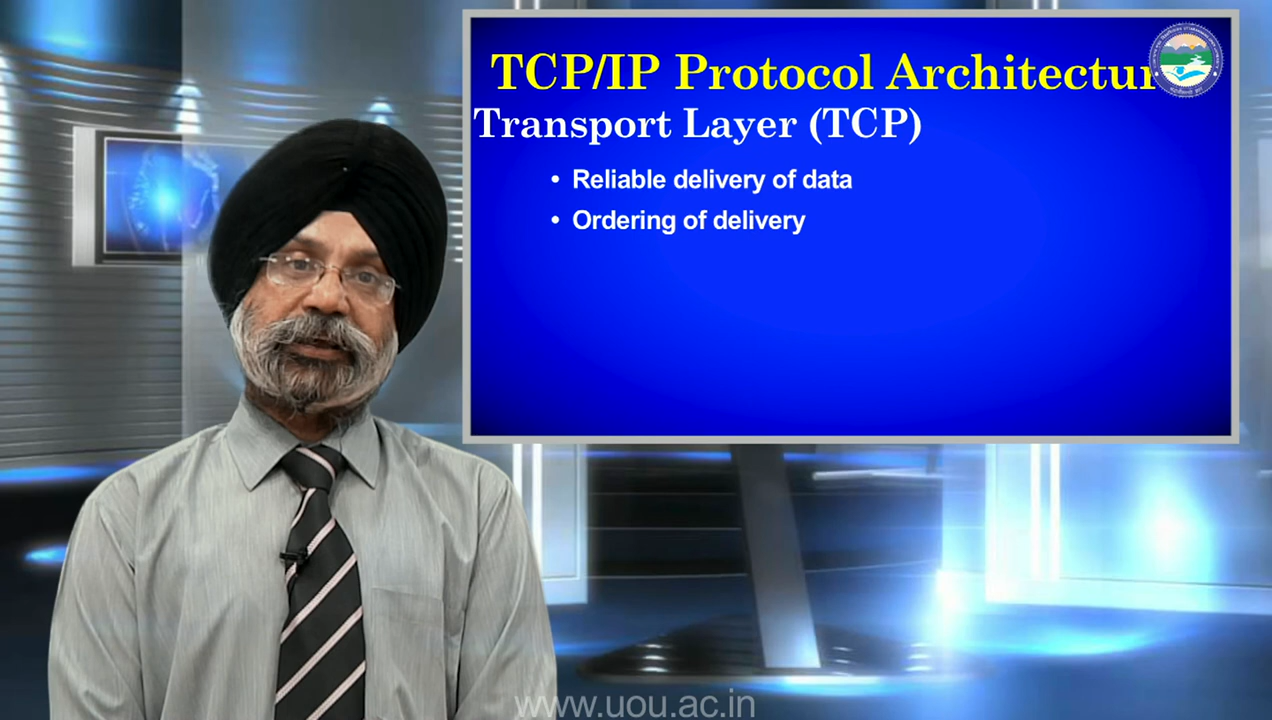 TCP/IP Protocol Architectur
Transport Layer (TCP)
• Reliable delivery of data
• Ordering of delivery
www.uou.ac.in